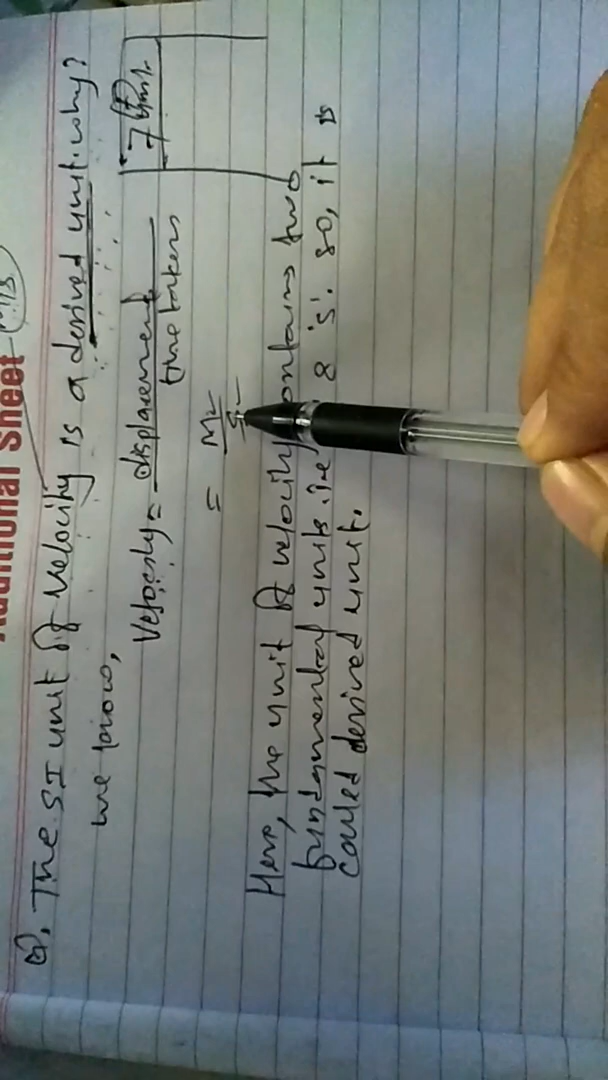 Additional Sheet
Q. The SI unit of velocity is a derived unit. why?
we know,
Velocity = displacement
time taken
= m
s
Here, the unit of velocity contains two
fundamental units i.e. & 's'. so, it is
called derived unit.